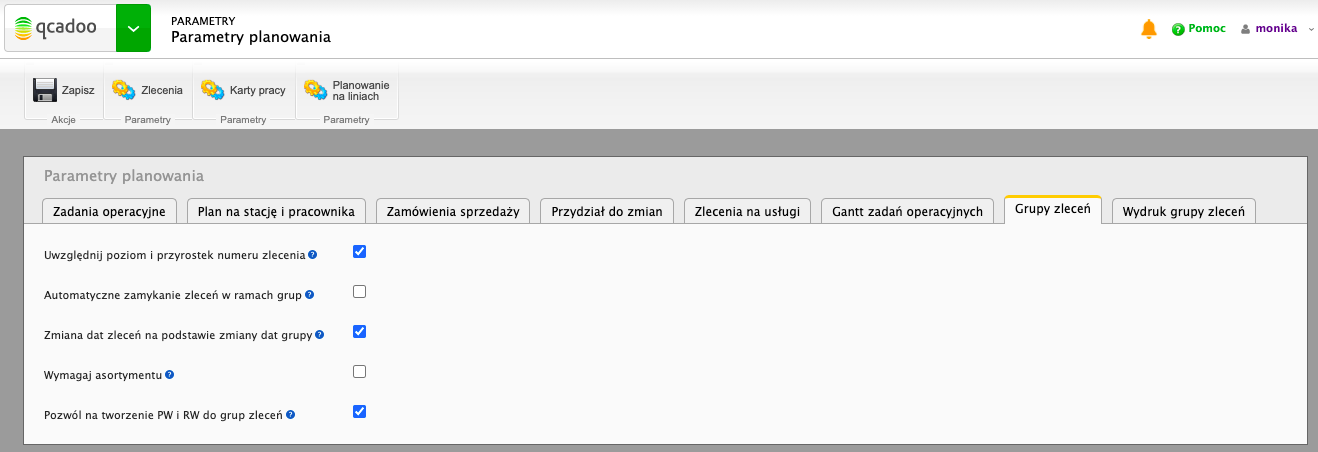 qcadoo
PARAMETRY
Parametry planowania
Pomoc
monika
Zapisz
Zlecenia
Karty pracy
Planowanie
na liniach
Akcje
Parametry
Parametry
Parametry
Parametry planowania
Zadania operacyjne
Plan na stację i pracownika
Zamówienia sprzedaży
Przydział do zmian
Zlecenia na usługi
Gantt zadań operacyjnych
Grupy zleceń
Wydruk grupy zleceń
Uwzględnij poziom i przyrostek numeru zlecenia
Automatyczne zamykanie zleceń w ramach grup
Zmiana dat zleceń na podstawie zmiany dat grupy
Wymagaj asortymentu
Pozwól na tworzenie PW i RW do grup zleceń